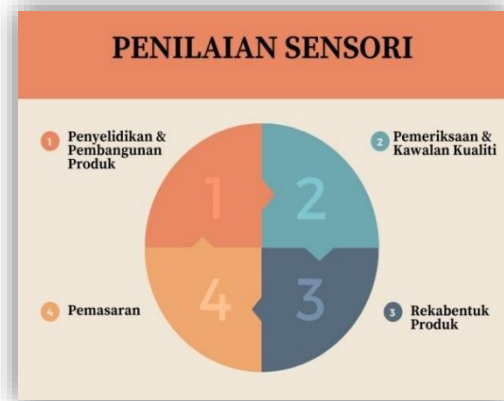 PENILAIAN SENSORI
1 Penyelidikan &
Pembangunan
Produk
2 Pemeriksaan &
Kawalan Kualiti
1 2
4 3
4 Pemasaran
3 Rekabentuk
Produk